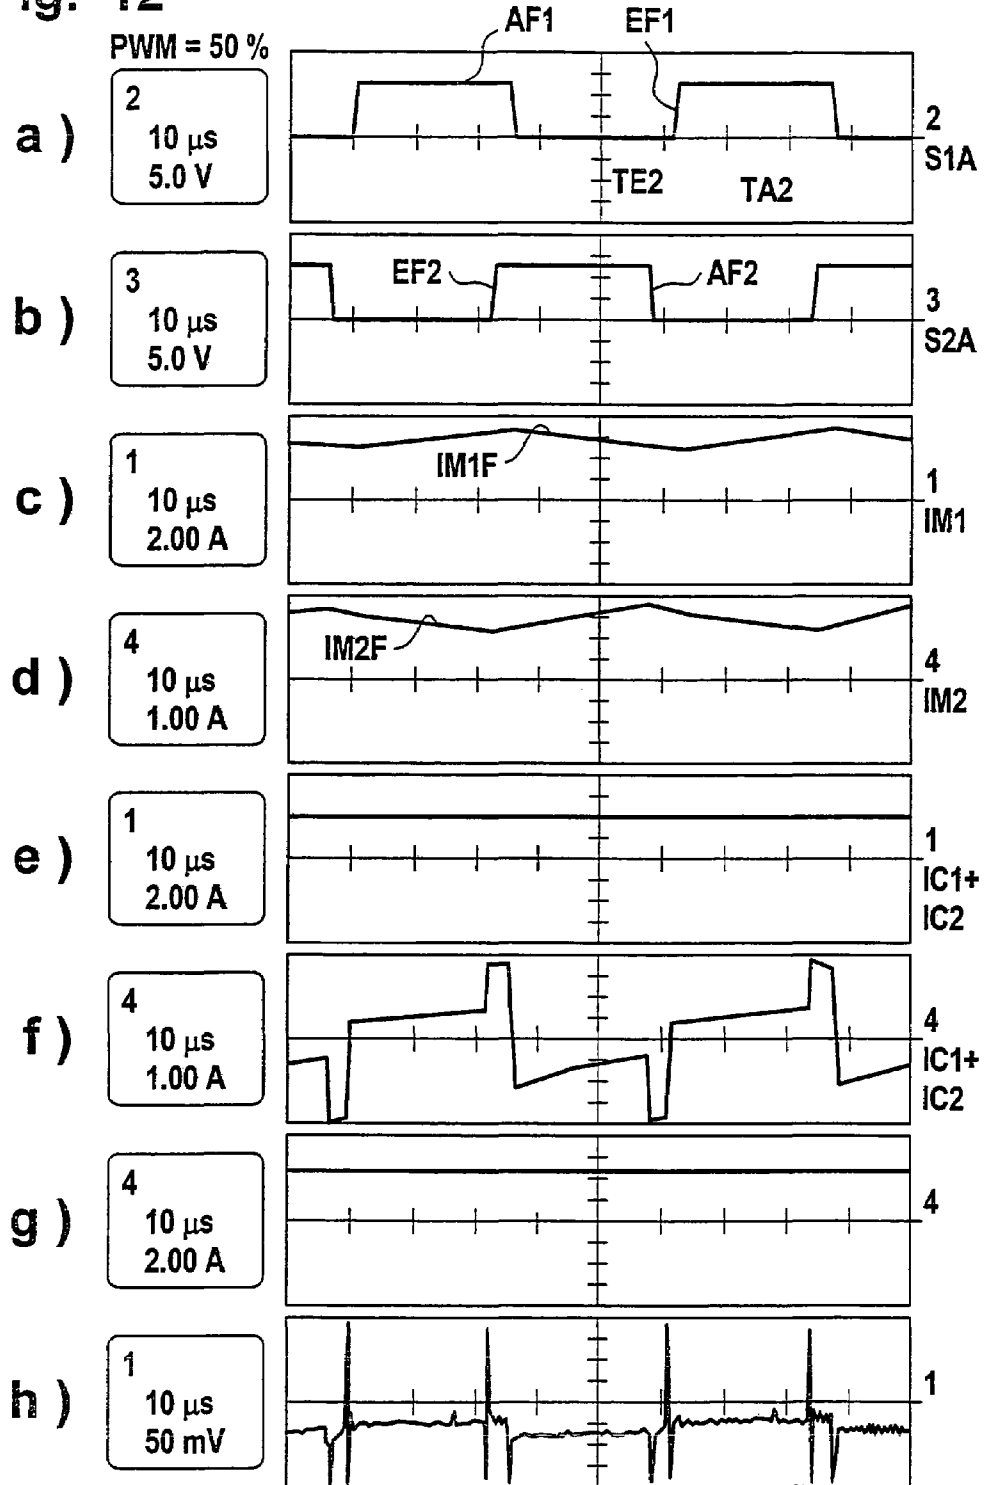 ig. 12
PWM = 50 %
AF1
EF1
a )
2
10 µs
5.0 V
TE2
TA2
2
S1A
b )
3
10 µs
5.0 V
EF2
AF2
3
S2A
c )
1
10 µs
2.00 A
IM1F
1
IM1
d )
4
10 µs
1.00 A
IM2F
4
IM2
e )
1
10 µs
2.00 A
1
IC1+
IC2
f )
4
10 µs
1.00 A
4
IC1+
IC2
g )
4
10 µs
2.00 A
4
h )
1
10 µs
50 mV
1